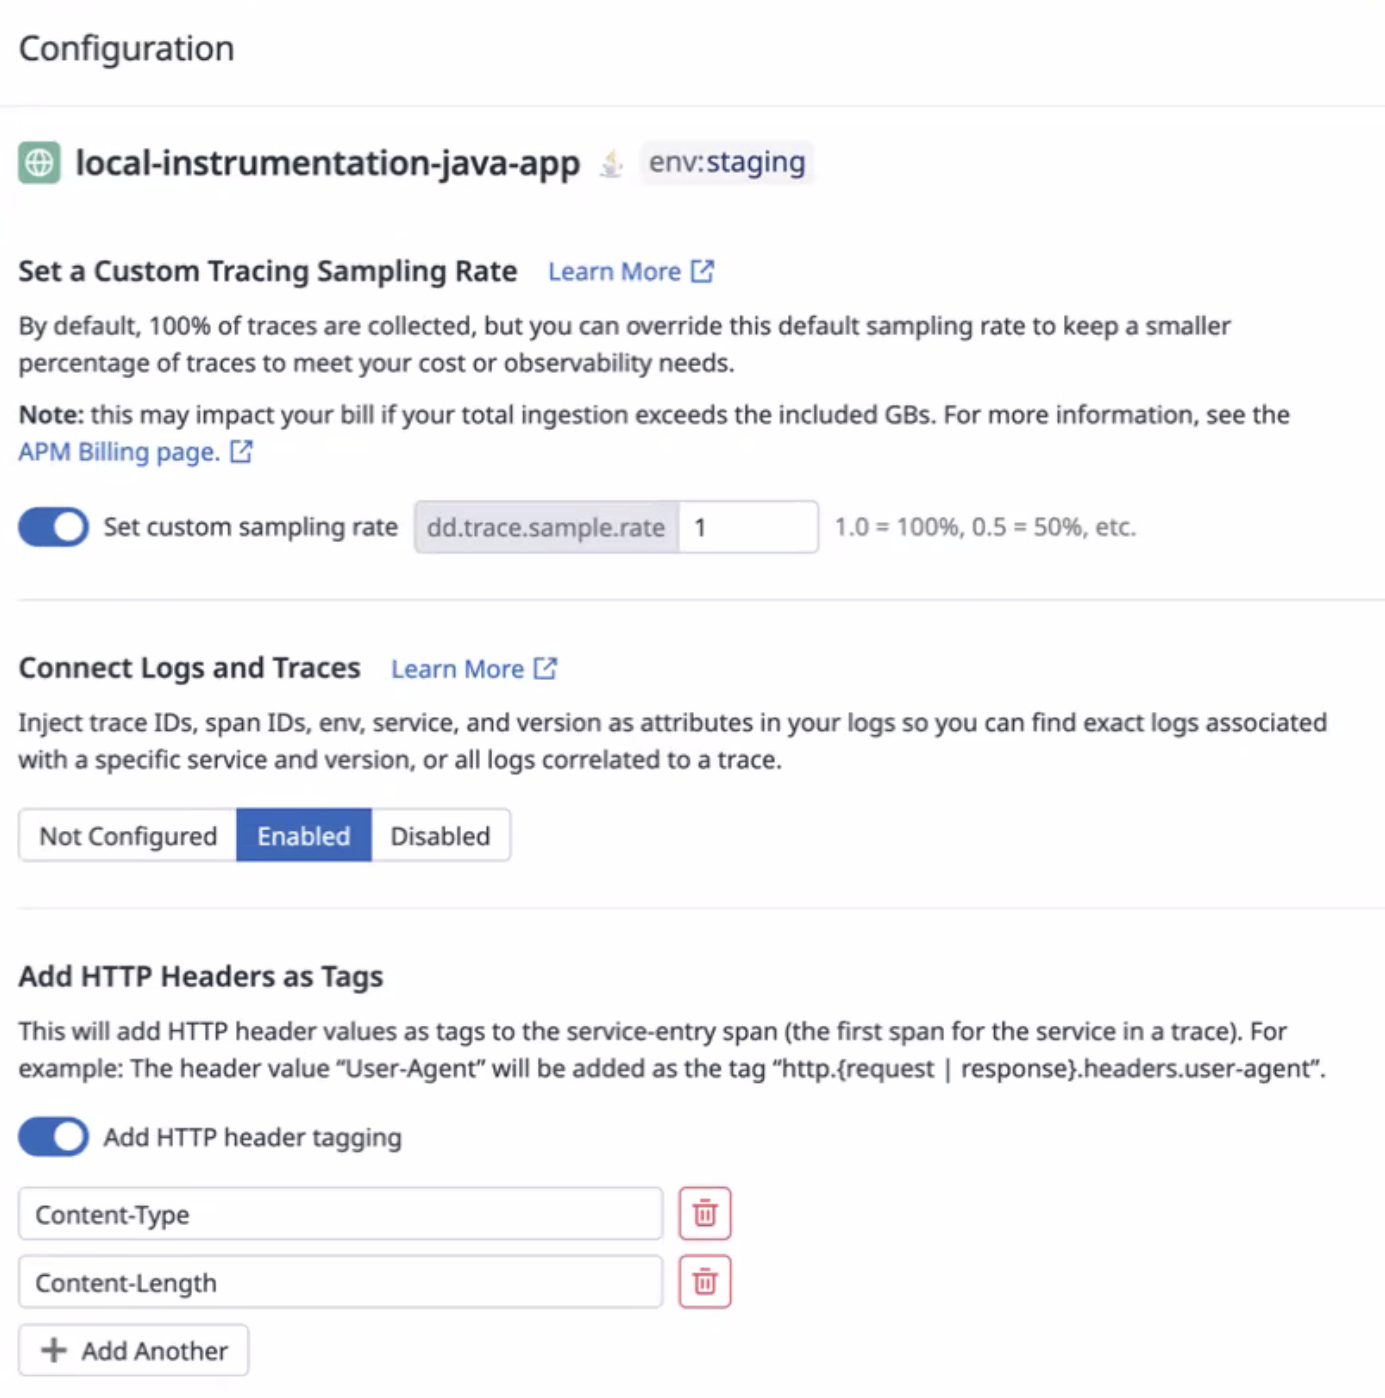 Configuration
local-instrumentation-java-app env:staging
Set a Custom Tracing Sampling Rate Learn More
By default, 100% of traces are collected, but you can override this default sampling rate to keep a smaller
percentage of traces to meet your cost or observability needs.
Note: this may impact your bill if your total ingestion exceeds the included GBs. For more information, see the
APM Billing page.
Set custom sampling rate dd.trace.sample.rate 1 1.0 = 100%, 0.5 = 50%, etc.
Connect Logs and Traces Learn More
Inject trace IDs, span IDs, env, service, and version as attributes in your logs so you can find exact logs associated
with a specific service and version, or all logs correlated to a trace.
Not Configured Enabled Disabled
Add HTTP Headers as Tags
This will add HTTP header values as tags to the service-entry span (the first span for the service in a trace). For
example: The header value “User-Agent” will be added as the tag “http.{request | response}.headers.user-agent”.
Add HTTP header tagging
Content-Type
Content-Length
Add Another